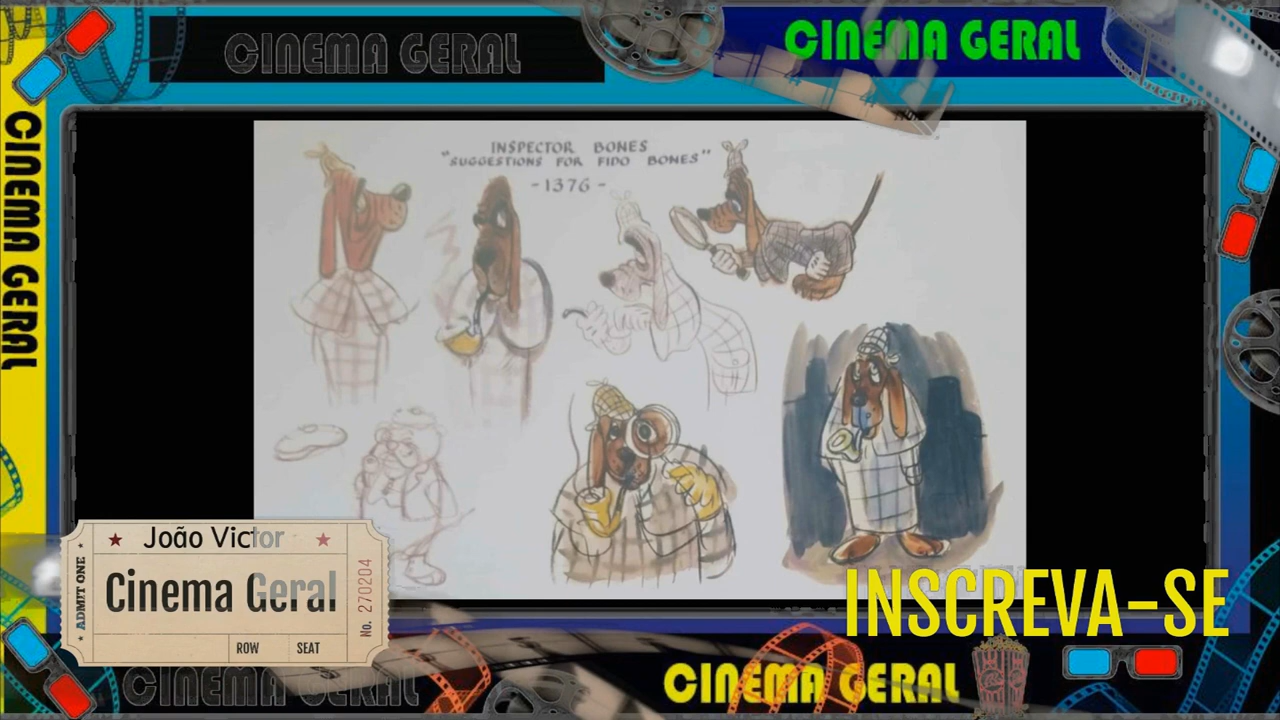 CINEMA GERAL
CINEMA GERAL
CINEMA GERAL
INSPECTOR BONES
"SUGGESTIONS FOR FIDO BONES"
-1376-
João Victor
ADMIT ONE
Cinema Geral
No. 270204
ROW SEAT
INSCREVA-SE
CINEMA GERAL
CINEMA GERAL